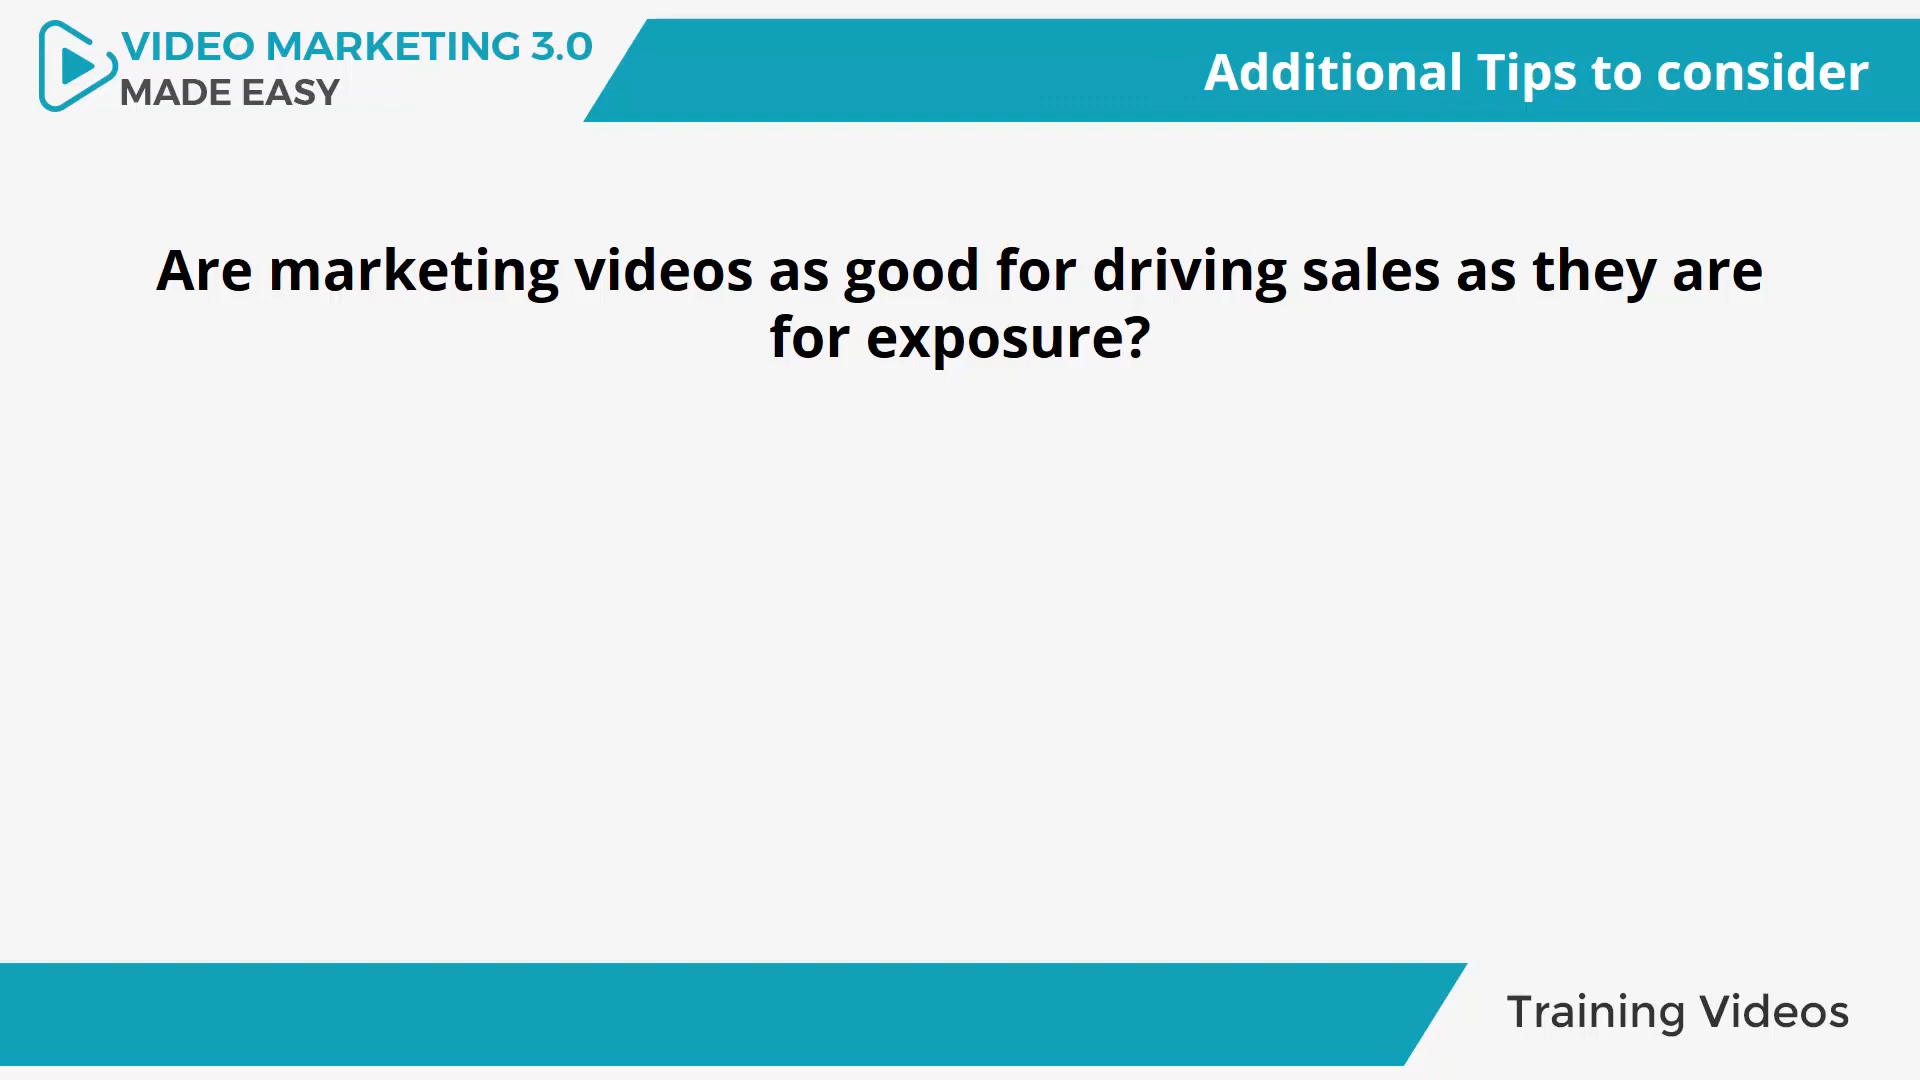 VIDEO MARKETING 3.0
MADE EASY
Additional Tips to consider
Are marketing videos as good for driving sales as they are
for exposure?
Training Videos